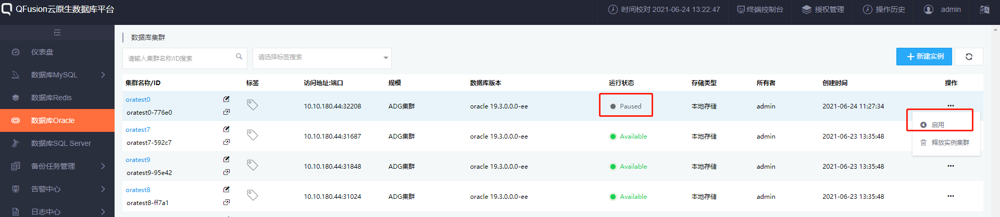 QFusion云原生数据库平台
时间校对 2021-06-24 13:22:47
终端控制台
授权管理
操作历史
admin
仪表盘
数据库MySQL
数据库Redis
数据库Oracle
数据库SQL Server
备份任务管理
告警中心
日志中心
数据库集群
请输入集群名称/ID搜索
请选择标签搜索
新建实例
集群名称/ID 标签 访问地址:端口 规模 数据库版本 运行状态 存储类型 所有者 创建时间 操作
oratest0
oratest0-776e0
10.10.180.44:32208 ADG集群 oracle 19.3.0.0.0-ee Paused 本地存储 admin 2021-06-24 11:27:34 •••
启用
释放实例集群
oratest7
oratest7-592c7
10.10.180.44:31687 ADG集群 oracle 19.3.0.0.0-ee Available 本地存储 admin 2021-06-23 13:35:48
oratest9
oratest9-95e42
10.10.180.44:31848 ADG集群 oracle 19.3.0.0.0-ee Available 本地存储 admin 2021-06-23 13:35:48 •••
oratest8
oratest8-ff7a1
10.10.180.44:31024 ADG集群 oracle 19.3.0.0.0-ee Available 本地存储 admin 2021-06-23 13:35:48 •••